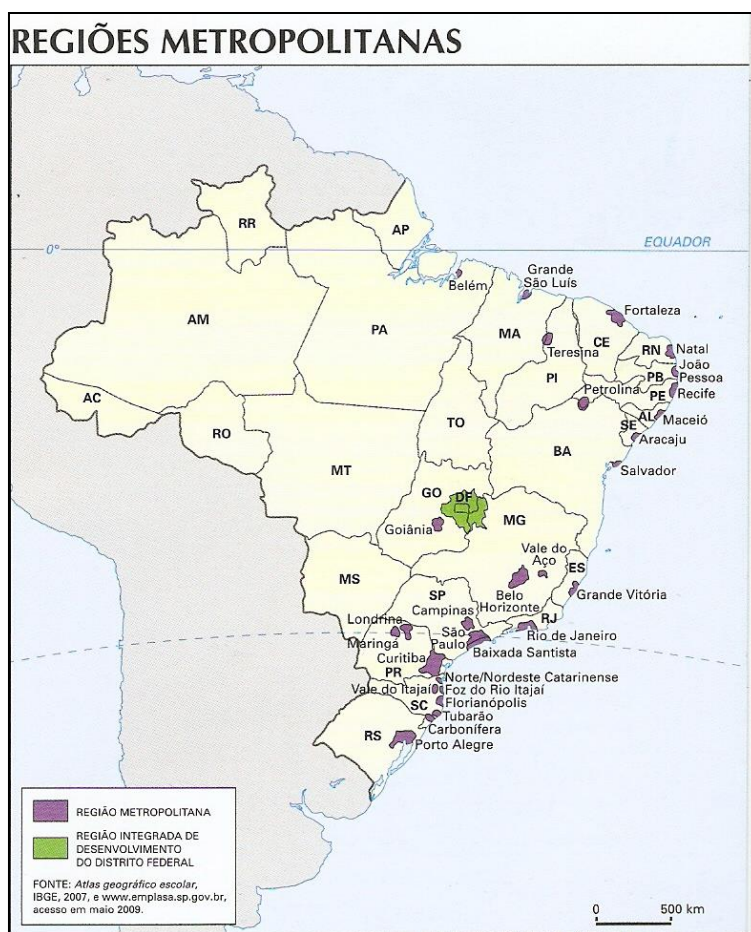 REGIÕES METROPOLITANAS
RR
AP
0°
EQUADOR
Belém
Grande
São Luís
Fortaleza
AM
PA
MA
CE
Teresina
RN
Natal
João
Pessoa
PB
PI
Petrolina
PE
Recife
AC
AL
Maceió
TO
SE
Aracaju
RO
BA
MT
Salvador
GO
DF
MG
Goiânia
Vale do
Aço
MS
ES
Belo
Horizonte
Grande Vitória
SP
Campinas
RJ
Londrina
São
Paulo
Rio de Janeiro
Maringá
Baixada Santista
Curitiba
PR
Norte/Nordeste Catarinense
Vale do Itajaí
Foz do Rio Itajaí
SC
Florianópolis
Tubarão
Carbonífera
RS
Porto Alegre
REGIÃO METROPOLITANA
REGIÃO INTEGRADA DE
DESENVOLVIMENTO
DO DISTRITO FEDERAL
FONTE: Atlas geográfico escolar,
IBGE, 2007, e www.emplasa.sp.gov.br,
acesso em maio 2009.
0 500 km